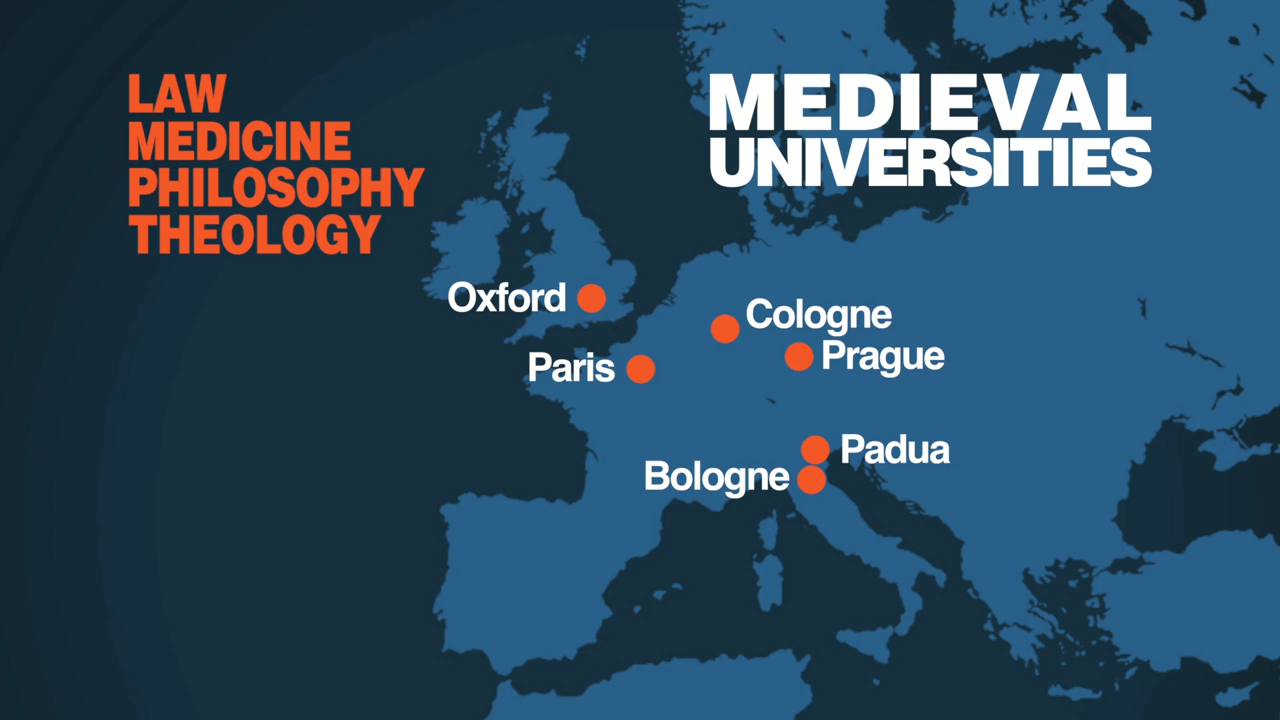 LAW
MEDICINE
PHILOSOPHY
THEOLOGY
MEDIEVAL
UNIVERSITIES
Oxford
Cologne
Prague
Paris
Padua
Bologne